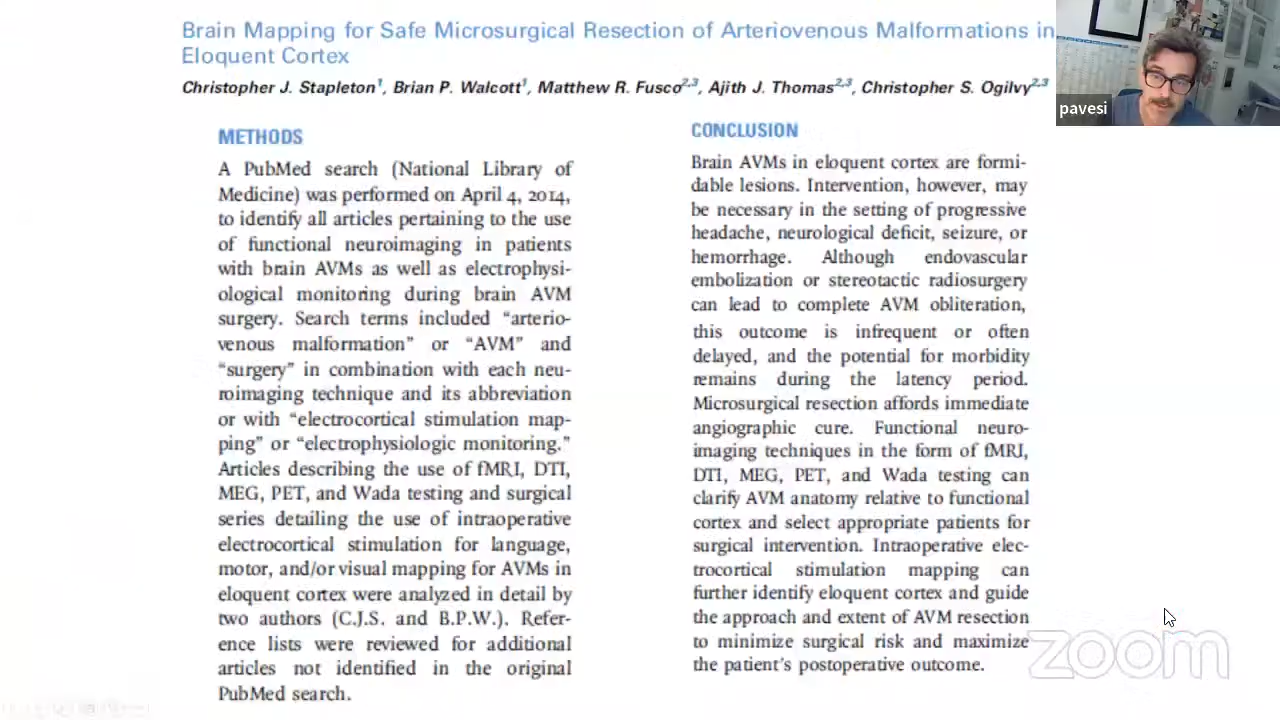 Brain Mapping for Safe Microsurgical Resection of Arteriovenous Malformations in
Eloquent Cortex
Christopher J. Stapleton1, Brian P. Walcott1, Matthew R. Fusco2,3, Ajith J. Thomas2,3, Christopher S. Ogilvy2,3
METHODS
A PubMed search (National Library of
Medicine) was performed on April 4, 2014,
to identify all articles pertaining to the use
of functional neuroimaging in patients
with brain AVMs as well as electrophysi-
ological monitoring during brain AVM
surgery. Search terms included “arterio-
venous malformation” or “AVM” and
“surgery” in combination with each neu-
roimaging technique and its abbreviation
or with “electrocortical stimulation map-
ping” or “electrophysiologic monitoring.”
Articles describing the use of fMRI, DTI,
MEG, PET, and Wada testing and surgical
series detailing the use of intraoperative
electrocortical stimulation for language,
motor, and/or visual mapping for AVMs in
eloquent cortex were analyzed in detail by
two authors (C.J.S. and B.P.W.). Refer-
ence lists were reviewed for additional
articles not identified in the original
PubMed search.
CONCLUSION
Brain AVMs in eloquent cortex are formi-
dable lesions. Intervention, however, may
be necessary in the setting of progressive
headache, neurological deficit, seizure, or
hemorrhage. Although endovascular
embolization or stereotactic radiosurgery
can lead to complete AVM obliteration,
this outcome is infrequent or often
delayed, and the potential for morbidity
remains during the latency period.
Microsurgical resection affords immediate
angiographic cure. Functional neuro-
imaging techniques in the form of fMRI,
DTI, MEG, PET, and Wada testing can
clarify AVM anatomy relative to functional
cortex and select appropriate patients for
surgical intervention. Intraoperative elec-
trocortical stimulation mapping can
further identify eloquent cortex and guide
the approach and extent of AVM resection
to minimize surgical risk and maximize
the patient’s postoperative outcome.
pavesi
zoom